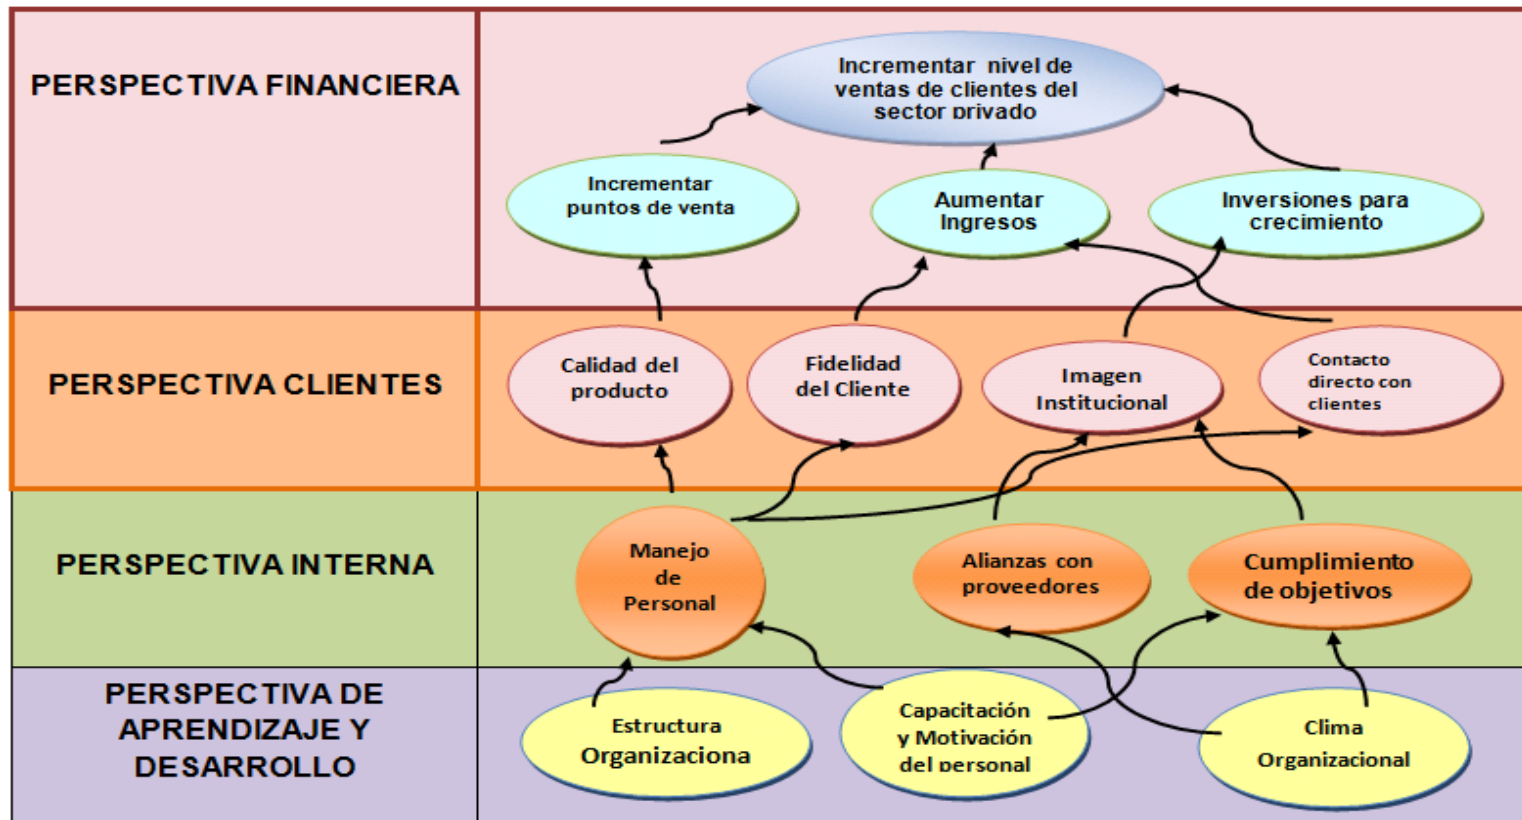 PERSPECTIVA FINANCIERA
Incrementar nivel de
ventas de clientes del
sector privado
Incrementar
puntos de venta
Aumentar
Ingresos
Inversiones para
crecimiento
PERSPECTIVA CLIENTES
Calidad del
producto
Fidelidad
del Cliente
Imagen
Institucional
Contacto
directo con
clientes
PERSPECTIVA INTERNA
Manejo
de
Personal
Alianzas con
proveedores
Cumplimiento
de objetivos
PERSPECTIVA DE
APRENDIZAJE Y
DESARROLLO
Estructura
Organizaciona
Capacitación
y Motivación
del personal
Clima
Organizacional